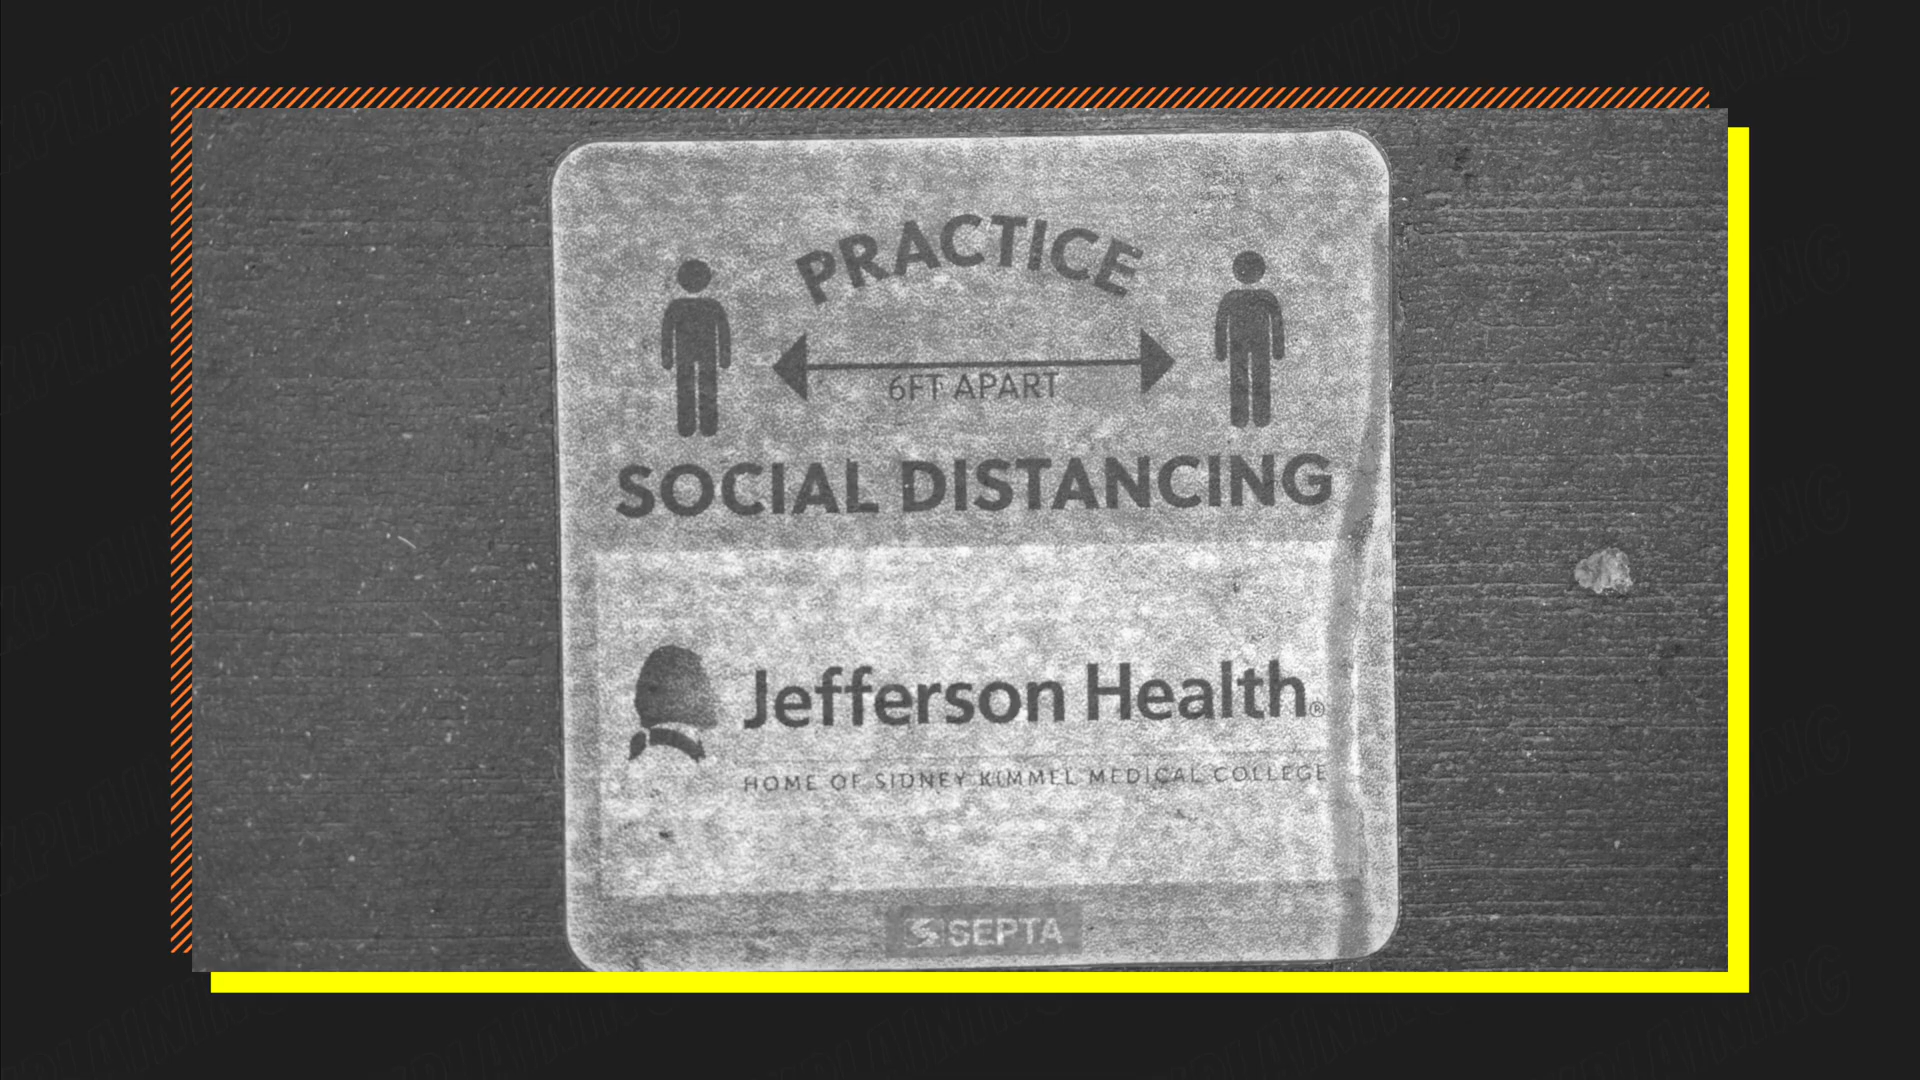 PRACTICE
6FT APART
SOCIAL DISTANCING
Jefferson Health®
HOME OF SIDNEY KIMMEL MEDICAL COLLEGE
SEPTA